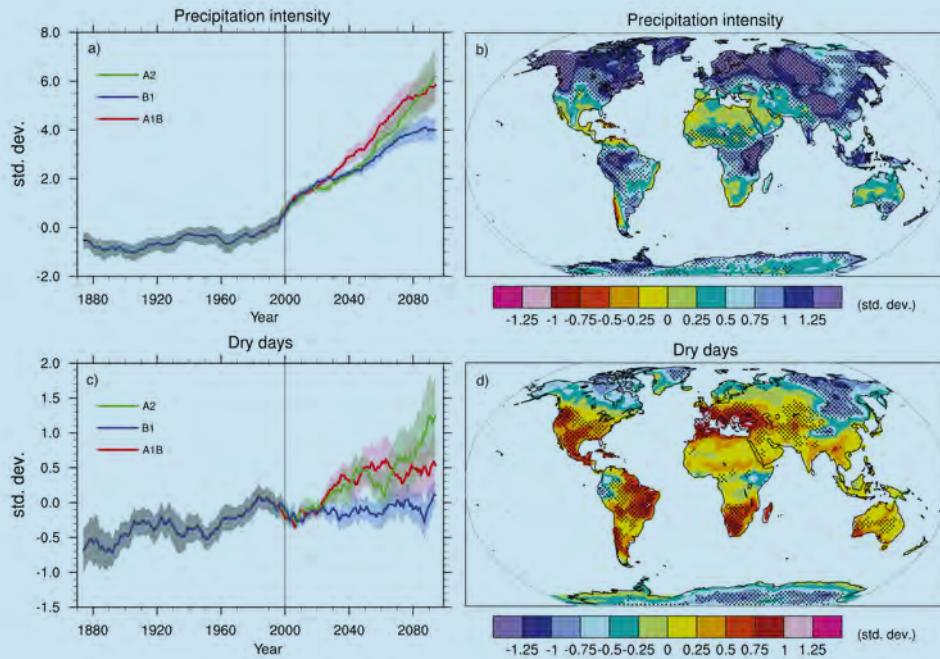 Precipitation intensity
a)
8.0
6.0
4.0
2.0
0.0
-2.0
std. dev.
A2
B1
A1B
1880 1920 1960 2000 2040 2080
Year
Precipitation intensity
b)
-1.25 -1 -0.75 -0.5 -0.25 0 0.25 0.5 0.75 1 1.25
(std. dev.)
Dry days
c)
2.0
1.5
1.0
0.5
0.0
-0.5
-1.0
-1.5
std. dev.
A2
B1
A1B
1880 1920 1960 2000 2040 2080
Year
Dry days
d)
-1.25 -1 -0.75 -0.5 -0.25 0 0.25 0.5 0.75 1 1.25
(std. dev.)